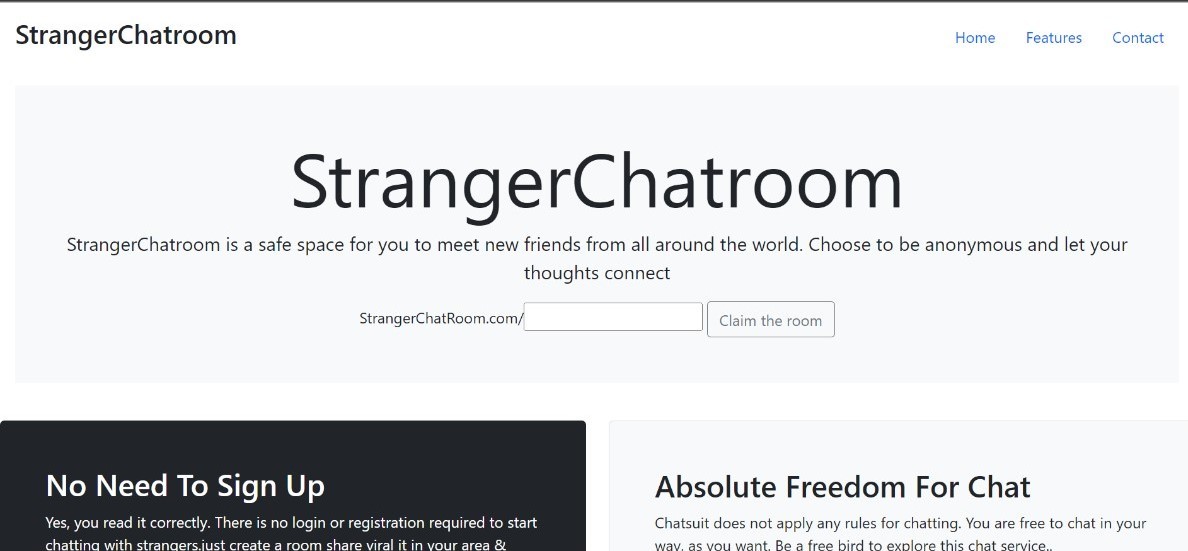 StrangerChatroom
Home Features Contact
StrangerChatroom
StrangerChatroom is a safe space for you to meet new friends from all around the world. Choose to be anonymous and let your
thoughts connect
StrangerChatRoom.com/ Claim the room
No Need To Sign Up
Yes, you read it correctly. There is no login or registration required to start
chatting with strangers.just create a room share viral it in your area &
Absolute Freedom For Chat
Chatsuit does not apply any rules for chatting. You are free to chat in your
way, as you want. Be a free bird to explore this chat service..